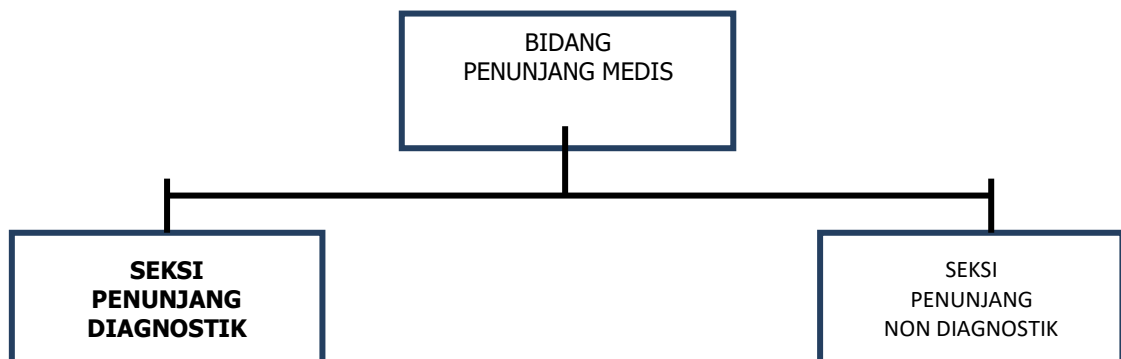 BIDANG
PENUNJANG MEDIS
SEKSI
PENUNJANG
DIAGNOSTIK
SEKSI
PENUNJANG
NON DIAGNOSTIK